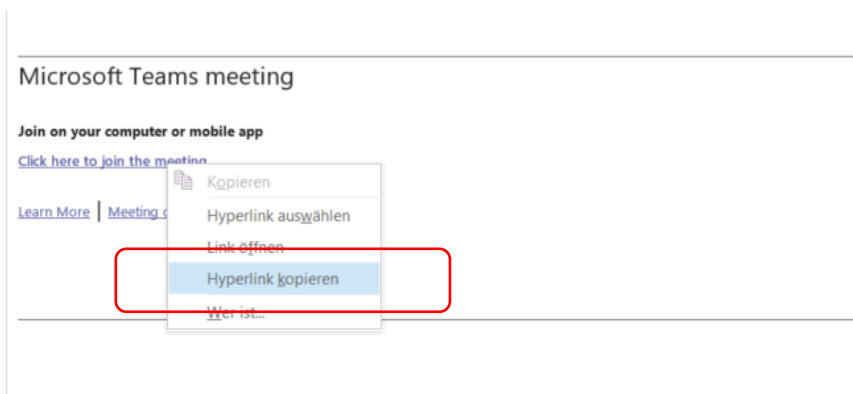 Microsoft Teams meeting
Join on your computer or mobile app
Click here to join the meeting
Kopieren
Learn More | Meeting
Hyperlink auswählen
Link öffnen
Hyperlink kopieren
Wer ist...